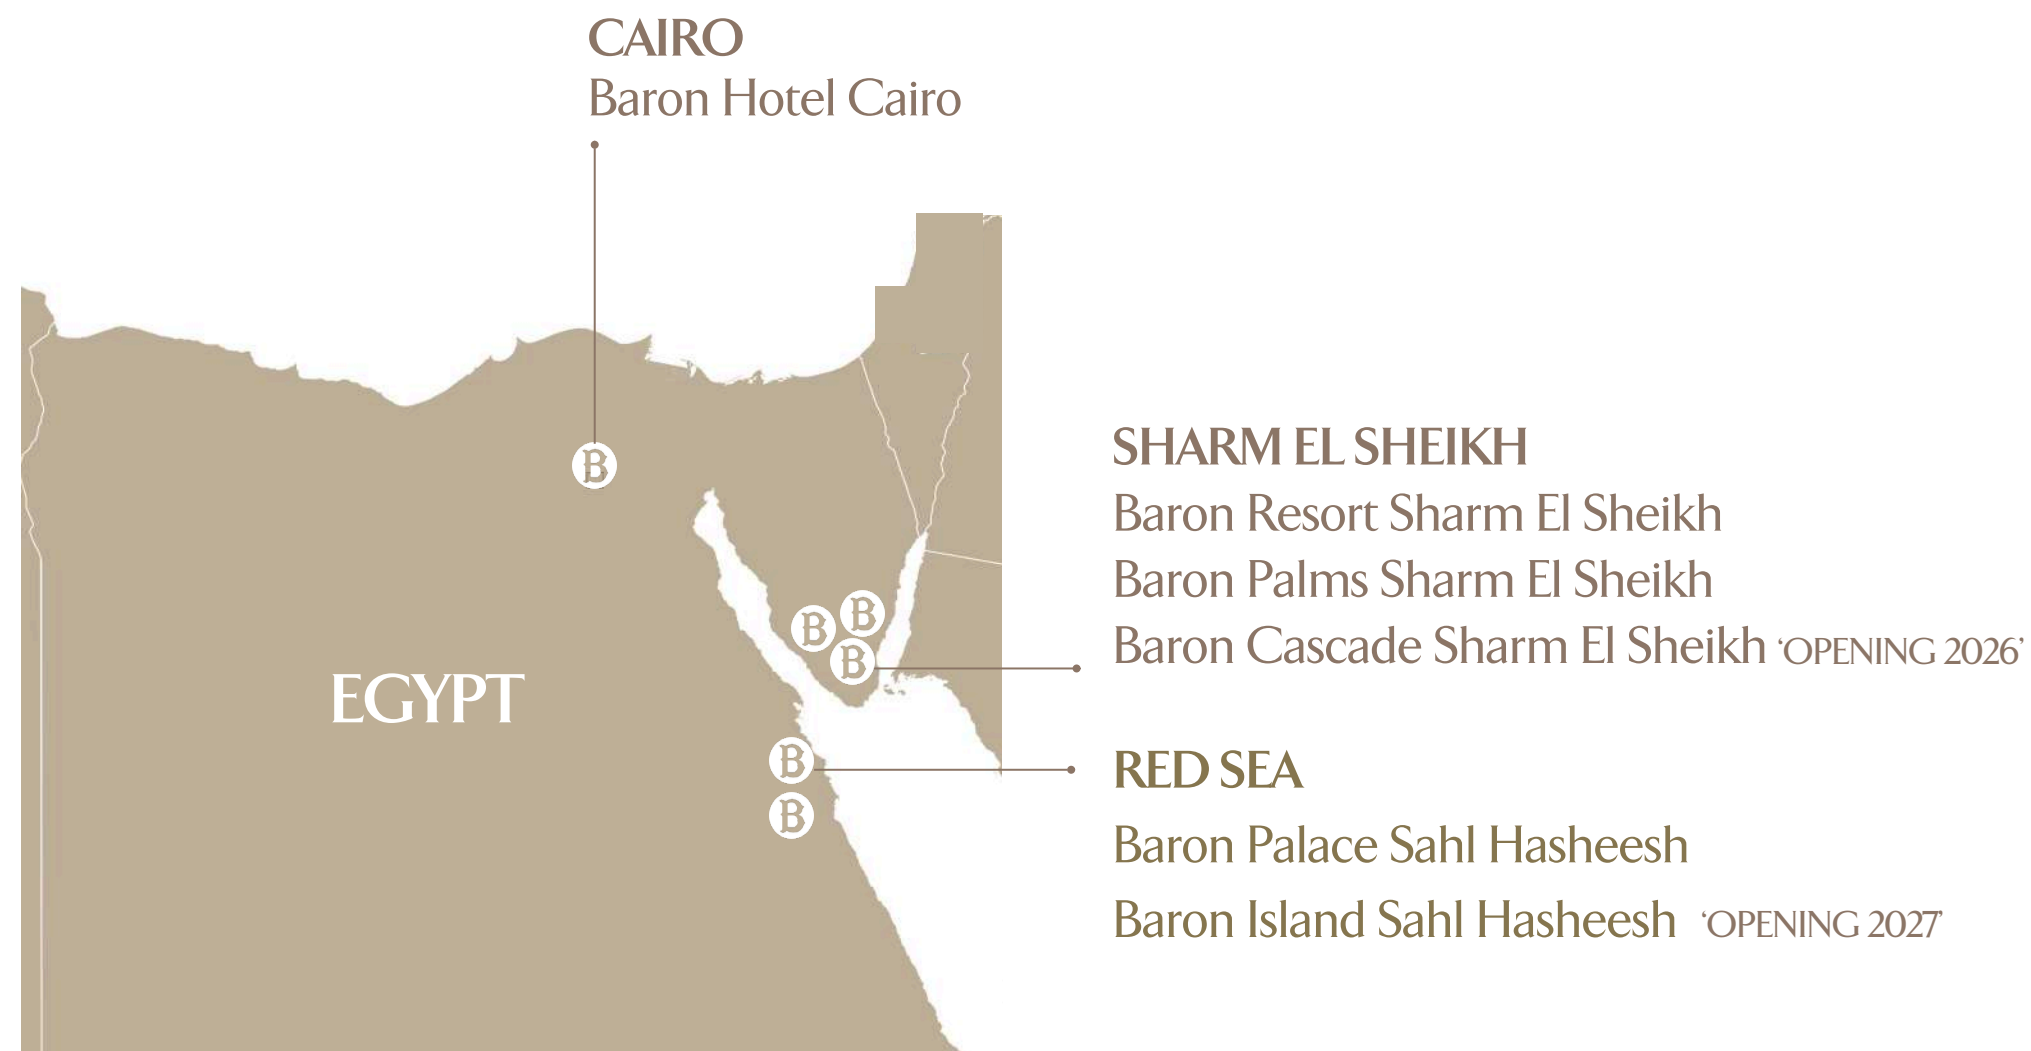 CAIRO
Baron Hotel Cairo
B
SHARM EL SHEIKH
Baron Resort Sharm El Sheikh
Baron Palms Sharm El Sheikh
Baron Cascade Sharm El Sheikh ‘OPENING 2026’
B
B
B
EGYPT
RED SEA
Baron Palace Sahl Hasheesh
Baron Island Sahl Hasheesh ‘OPENING 2027’
B
B